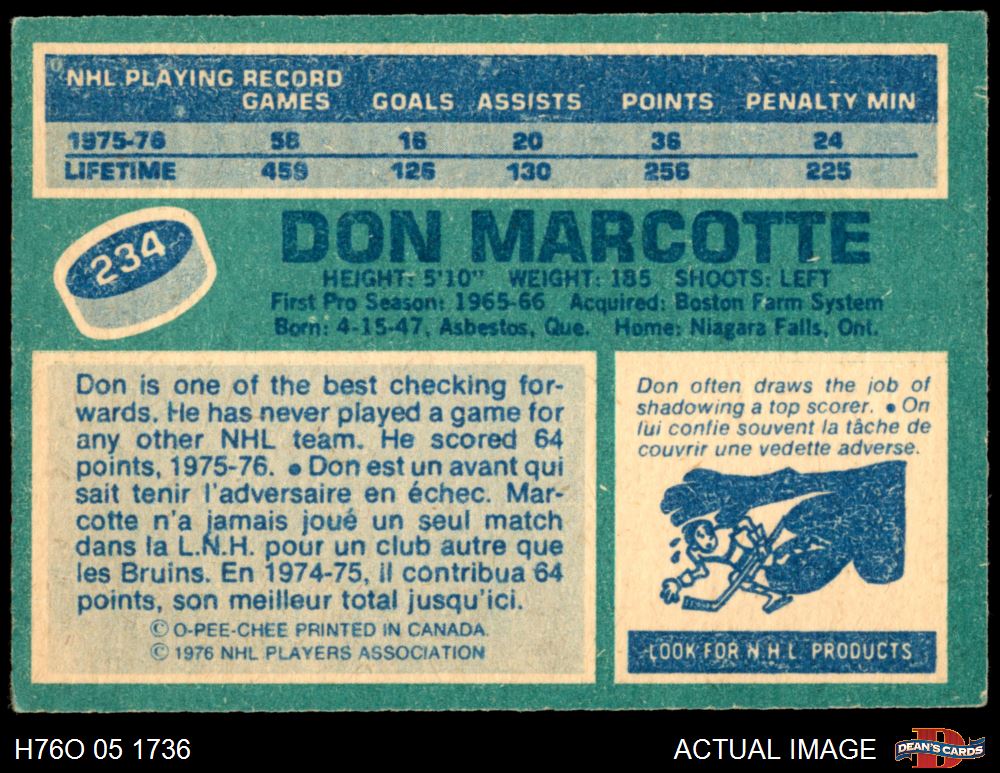 NHL PLAYING RECORD
GAMES GOALS ASSISTS POINTS PENALTY MIN
1975-76 58 16 20 36 24
LIFETIME 459 126 130 256 225
234
DON MARCOTTE
HEIGHT: 5'10" WEIGHT: 185 SHOOTS: LEFT
First Pro Season: 1965-66 Acquired: Boston Farm System
Born: 4-15-47, Asbestos, Que. Home: Niagara Falls, Ont.
Don is one of the best checking for-
wards. He has never played a game for
any other NHL team. He scored 64
points, 1975-76. • Don est un avant qui
sait tenir l'adversaire en échec. Mar-
cotte n'a jamais joué un seul match
dans la L.N.H. pour un club autre que
les Bruins. En 1974-75, il contribua 64
points, son meilleur total jusqu'ici.
© O-PEE-CHEE PRINTED IN CANADA.
© 1976 NHL PLAYERS ASSOCIATION
Don often draws the job of
shadowing a top scorer. • On
lui confie souvent la tâche de
couvrir une vedette adverse.
LOOK FOR N H L PRODUCTS
H76O 05 1736
ACTUAL IMAGE
D
DEAN'S CARDS